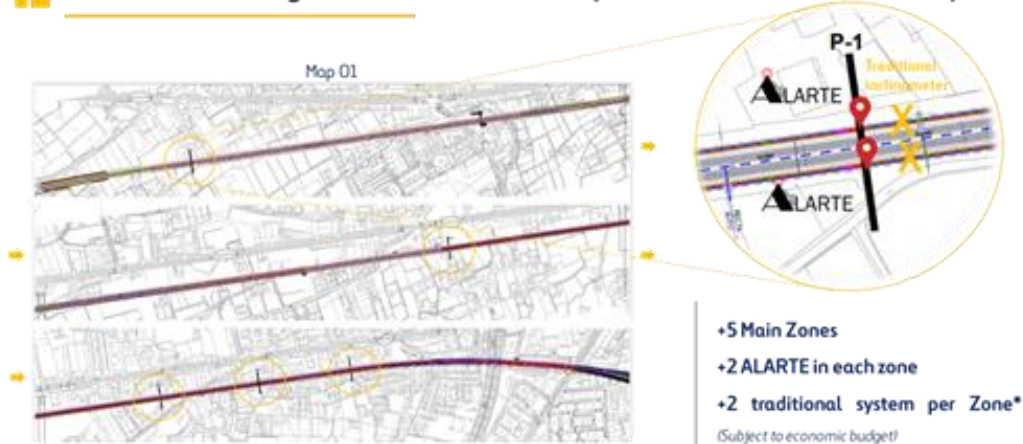 Map 01
P-1
Traditional
inclinometer
ALARTE
ALARTE
+5 Main Zones
+2 ALARTE in each zone
+2 traditional system per Zone*
(Subject to economic budget)